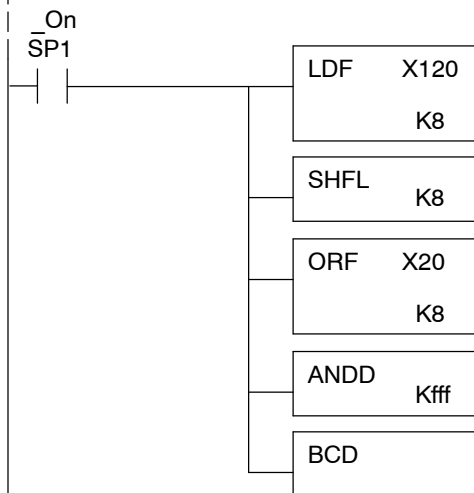 _On
SP1
LDF X120
K8
SHFL K8
ORF X20
K8
ANDD Kfff
BCD